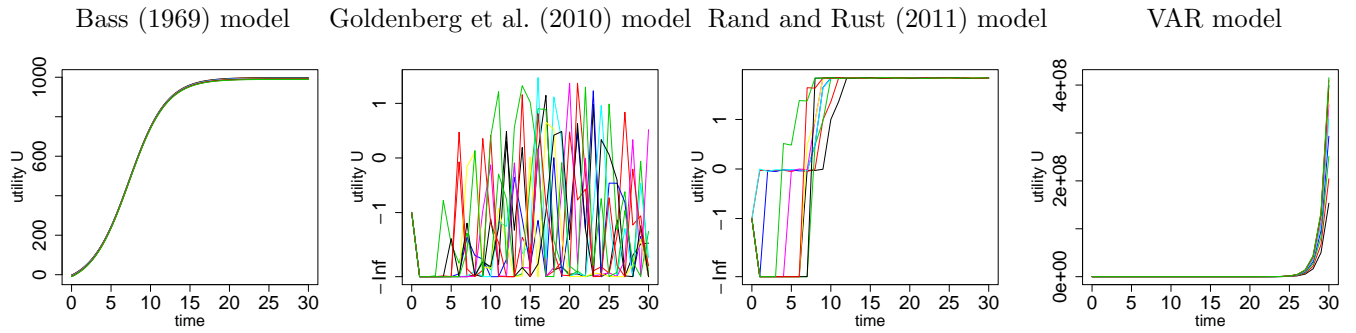 Bass (1969) model
Goldenberg et al. (2010) model
Rand and Rust (2011) model
VAR model
utility U
1000
600
200
0
0
5
10
15
20
25
30
time
utility U
1
0
−1
−Inf
0
5
10
15
20
25
30
time
utility U
1
0
−1
−Inf
0
5
10
15
20
25
30
time
utility U
4e+08
2e+08
0e+00
0
5
10
15
20
25
30
time